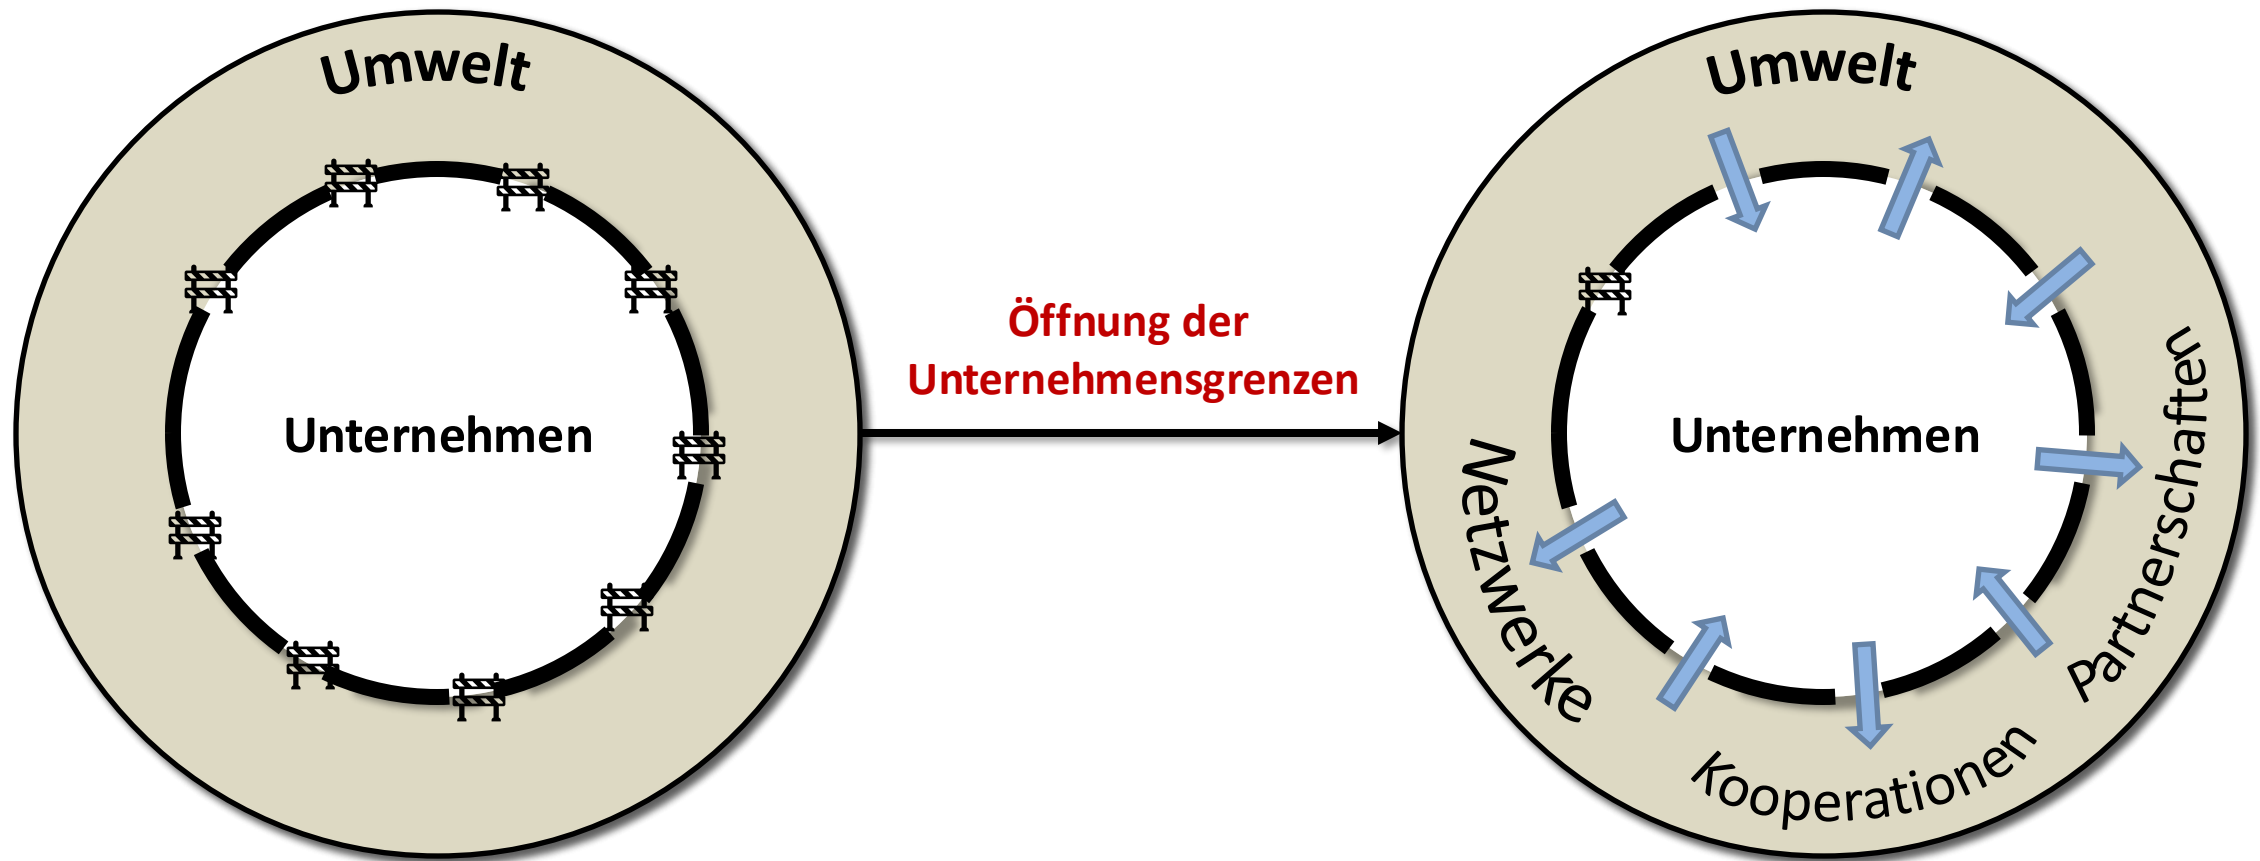 Umwelt
Unternehmen
Öffnung der
Unternehmensgrenzen
Umwelt
Unternehmen
Netzwerke
Kooperationen
Partnerschaften